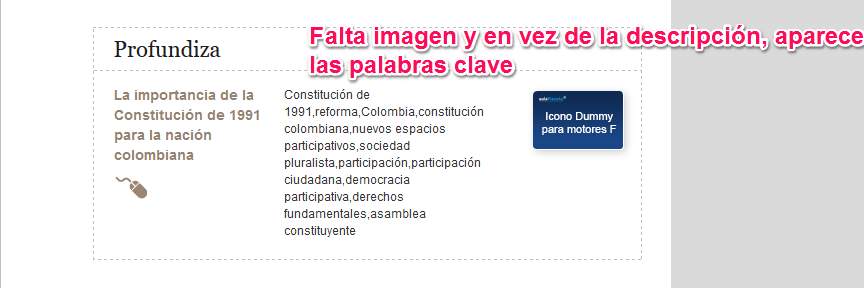 Falta imagen y en vez de la descripción, aparece
las palabras clave
Profundiza
La importancia de la
Constitución de 1991
para la nación
colombiana
Constitución de
1991,reforma,Colombia,constitución
colombiana,nuevos espacios
participativos,sociedad
pluralista,participación,participación
ciudadana,democracia
participativa,derechos
fundamentales,asamblea
constituyente
aulaPlaneta
Icono Dummy
para motores F